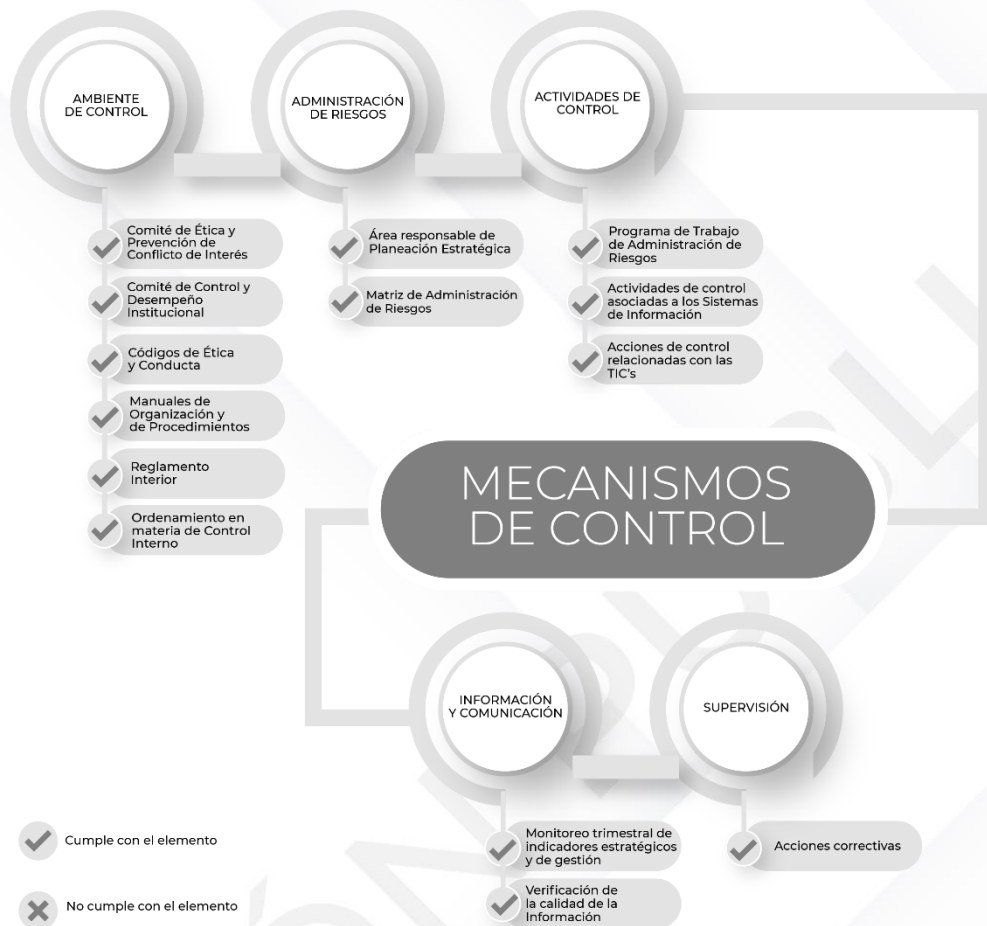 AMBIENTE
DE CONTROL
ADMINISTRACIÓN
DE RIESGOS
ACTIVIDADES DE
CONTROL
Comité de Ética y
Prevención de
Conflicto de Interés
Comité de Control y
Desempeño
Institucional
Códigos de Ética
y Conducta
Manuales de
Organización y
de Procedimientos
Reglamento
Interior
Ordenamiento en
materia de Control
Interno
Área responsable de
Planeación Estratégica
Matriz de Administración
de Riesgos
Programa de Trabajo
de Administración de
Riesgos
Actividades de control
asociadas a los Sistemas
de Información
Acciones de control
relacionadas con las
TIC's
MECANISMOS
DE CONTROL
INFORMACIÓN
Y COMUNICACIÓN
SUPERVISIÓN
Monitoreo trimestral de
indicadores estratégicos
y de gestión
Verificación de
la calidad de la
Información
Acciones correctivas
Cumple con el elemento
No cumple con el elemento